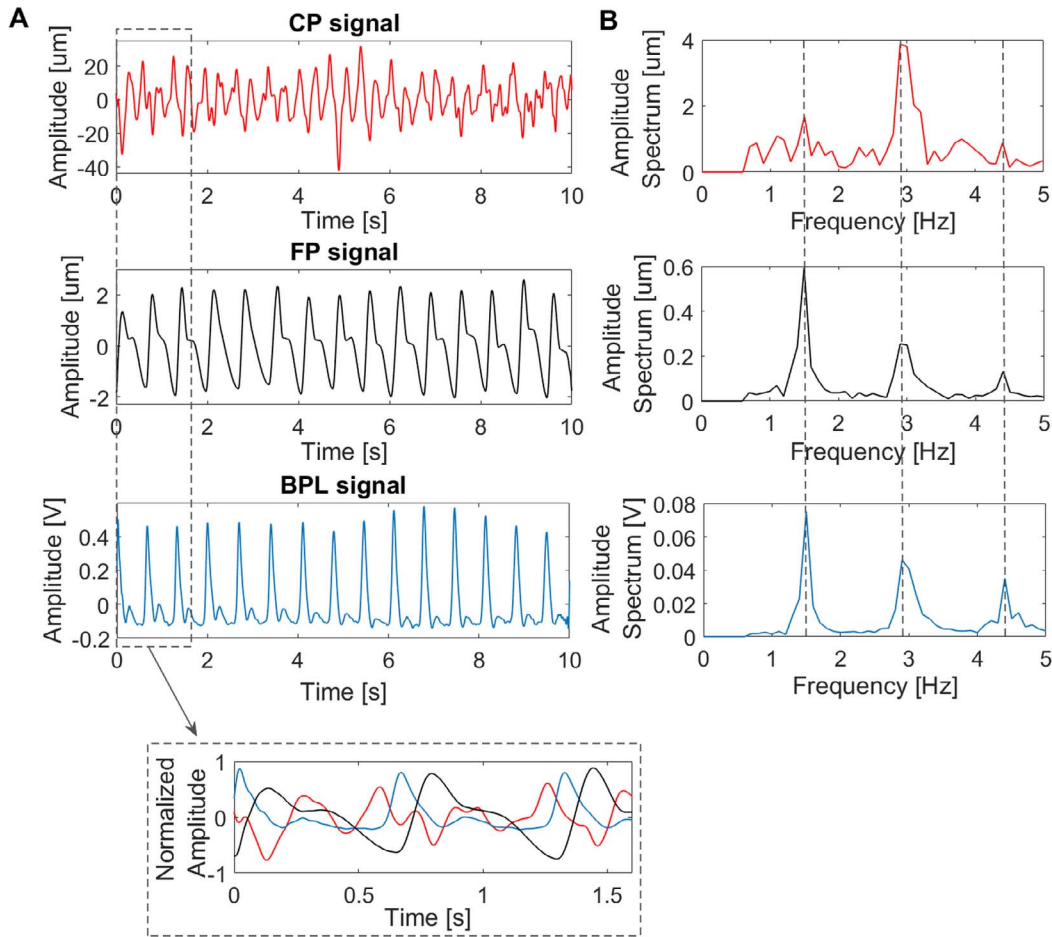 A
CP signal
Amplitude [um]
20
0
-20
-40
0 2 4 6 8 10
Time [s]
FP signal
Amplitude [um]
2
0
-2
0 2 4 6 8 10
Time [s]
BPL signal
Amplitude [V]
0.4
0.2
0
-0.2
0 2 4 6 8 10
Time [s]
Normalized
Amplitude
1
0
-1
0 0.5 1 1.5
Time [s]
B
Amplitude
Spectrum [um]
4
2
0
0 1 2 3 4 5
Frequency [Hz]
Amplitude
Spectrum [um]
0.6
0.4
0.2
0
0 1 2 3 4 5
Frequency [Hz]
Amplitude
Spectrum [V]
0.08
0.06
0.04
0.02
0
0 1 2 3 4 5
Frequency [Hz]